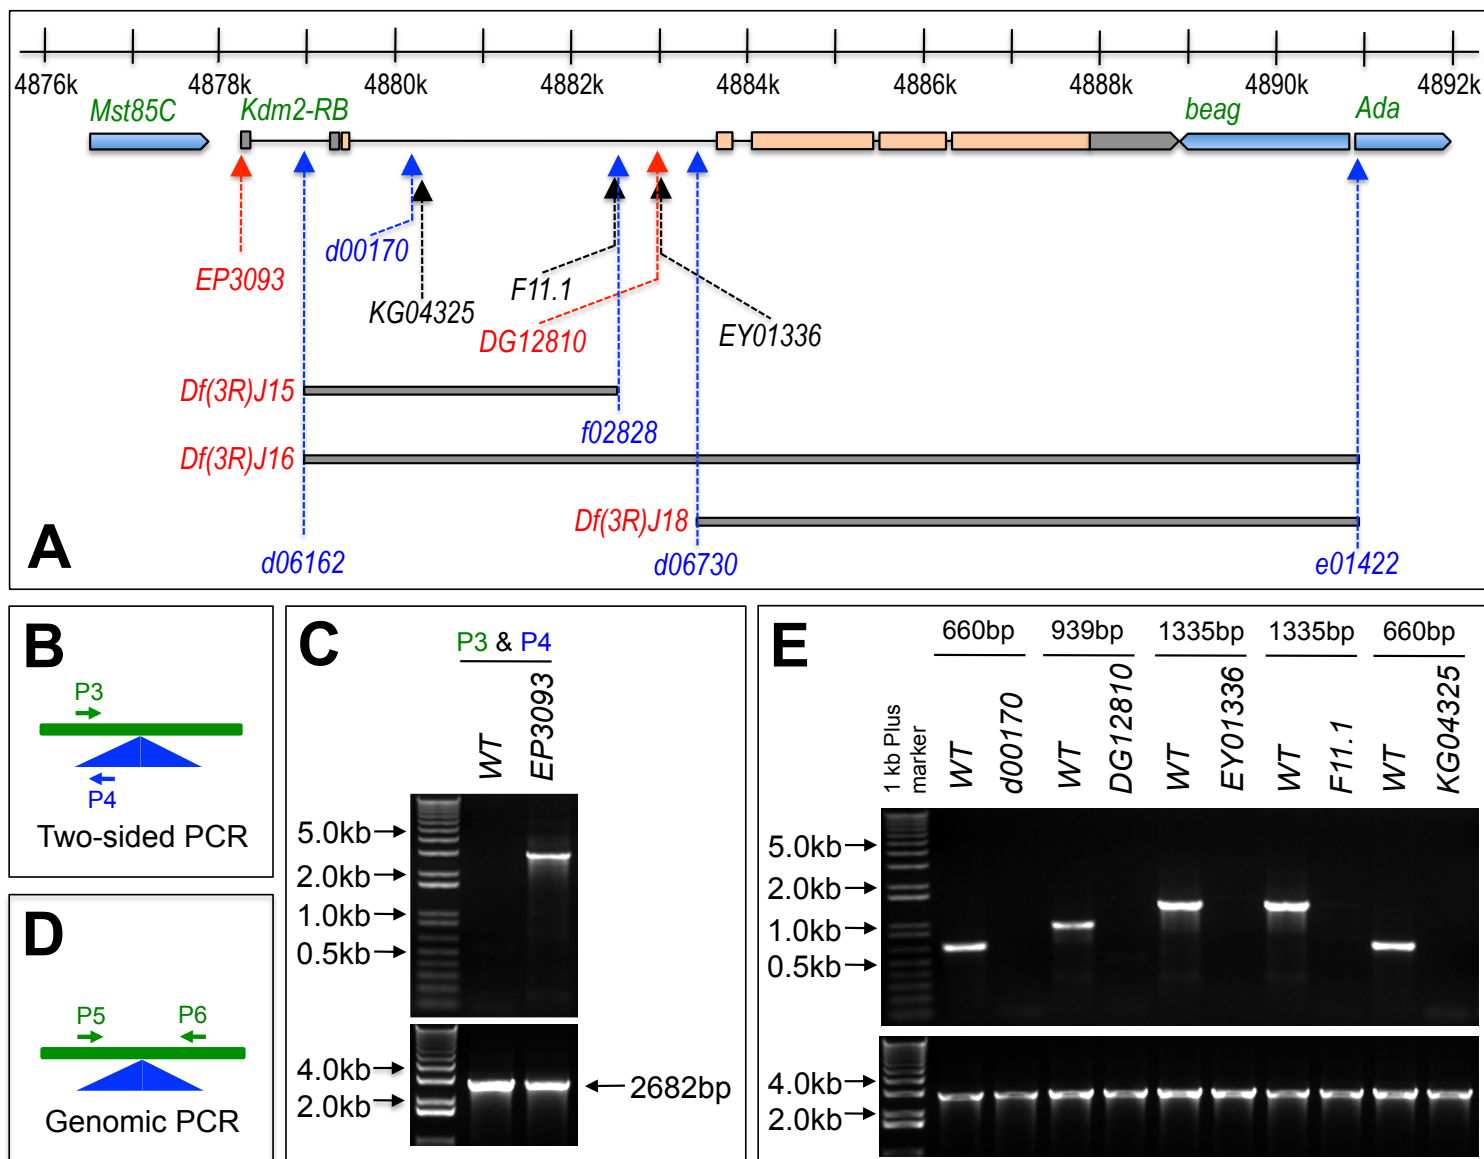 4876k 4878k 4880k 4882k 4884k 4886k 4888k 4890k 4892k
Mst85C Kdm2-RB beag Ada
d00170
EP3093
KG04325
F11.1
DG12810
EY01336
Df(3R)J15
f02828
Df(3R)J16
Df(3R)J18
A
d06162 d06730 e01422
B
P3
P4
Two-sided PCR
C
P3 & P4
WT
EP3093
5.0kb
2.0kb
1.0kb
0.5kb
4.0kb
2.0kb
2682bp
D
P5 P6
Genomic PCR
E
660bp 939bp 1335bp 1335bp 660bp
1 kb Plus
marker
WT
d00170
WT
DG12810
WT
EY01336
WT
F11.1
WT
KG04325
5.0kb
2.0kb
1.0kb
0.5kb
4.0kb
2.0kb